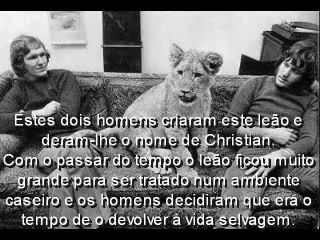 Estes dois homens criaram este leão e
deram-lhe o nome de Christian.
Com o passar do tempo o leão ficou muito
grande para ser tratado num ambiente
caseiro e os homens decidiram que era o
tempo de o devolver à vida selvagem.